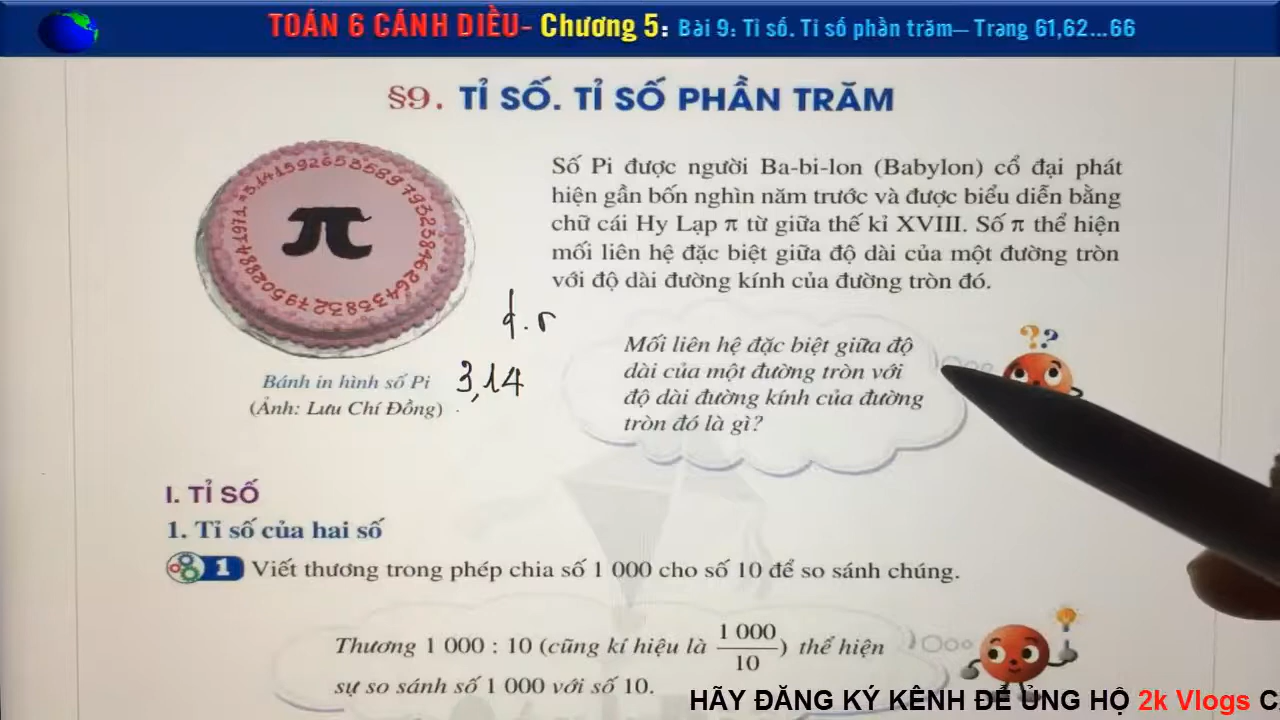 TOÁN 6 CÁNH DIỀU- Chương 5: Bài 9: Tỉ số. Tỉ số phần trăm– Trang 61,62...66
§9. TỈ SỐ. TỈ SỐ PHẦN TRĂM
Số Pi được người Ba-bi-lon (Babylon) cổ đại phát
hiện gần bốn nghìn năm trước và được biểu diễn bằng
chữ cái Hy Lạp π từ giữa thế kỉ XVIII. Số π thể hiện
mối liên hệ đặc biệt giữa độ dài của một đường tròn
với độ dài đường kính của đường tròn đó.
π
Bánh in hình số Pi
(Ảnh: Lưu Chí Đồng)
3,14
??
Mối liên hệ đặc biệt giữa độ
dài của một đường tròn với
độ dài đường kính của đường
tròn đó là gì?
I. TỈ SỐ
1. Tỉ số của hai số
1 Viết thương trong phép chia số 1 000 cho số 10 để so sánh chúng.
Thương 1 000 : 10 (cũng kí hiệu là 1 000/10) thể hiện
sự so sánh số 1 000 với số 10.
HÃY ĐĂNG KÝ KÊNH ĐỂ ỦNG HỘ 2k Vlogs C